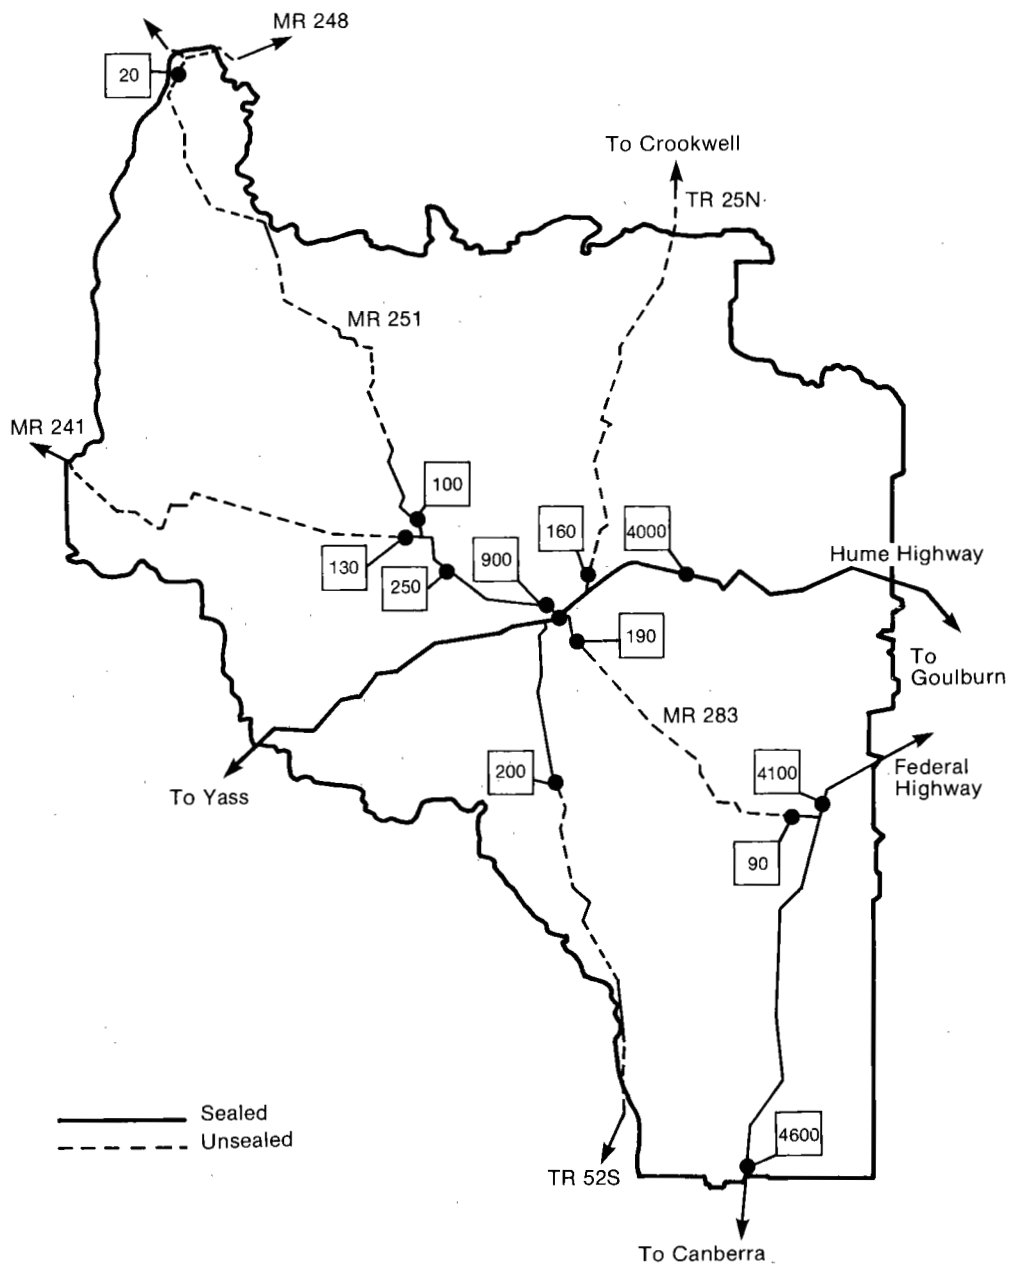 MR 248
20
To Crookwell
TR 25N
MR 251
MR 241
100
160
4000
900
130
250
Hume Highway
190
To
Goulburn
MR 283
200
4100
Federal
Highway
To Yass
90
Sealed
Unsealed
4600
TR 52S
To Canberra